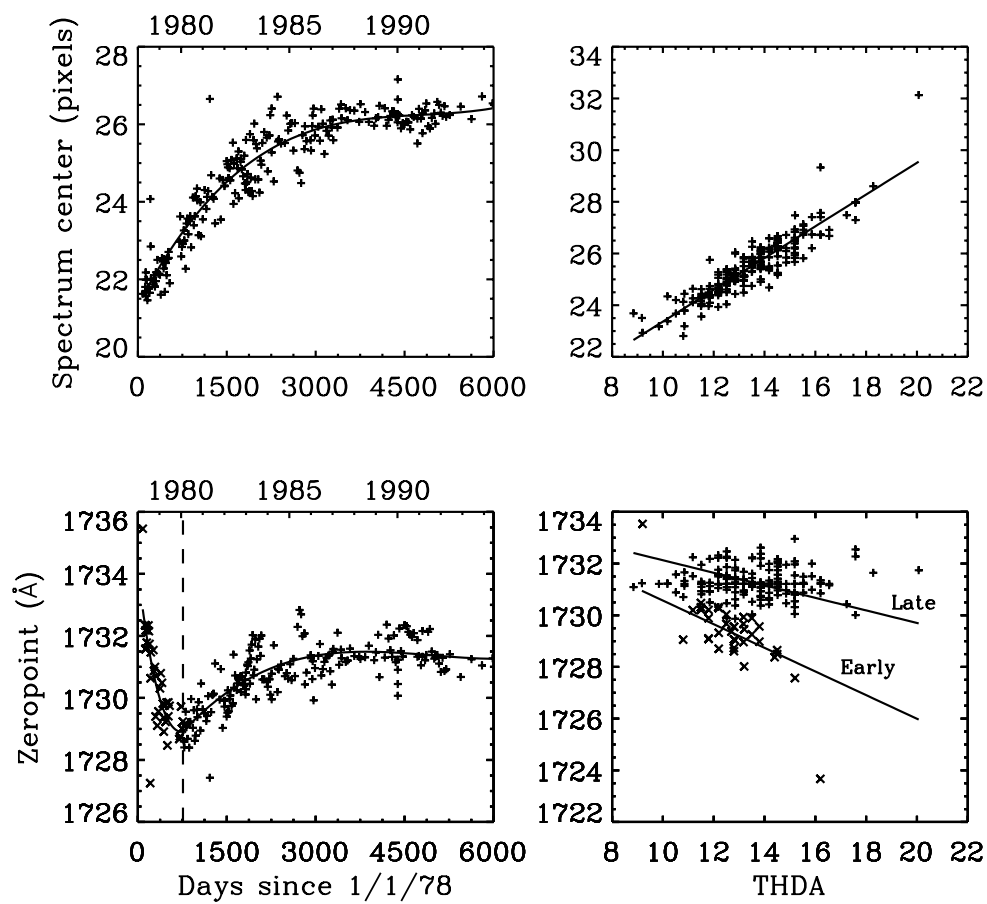 1980 1985 1990
Spectrum center (pixels)
28
26
24
22
20
0 1500 3000 4500 6000
34
32
30
28
26
24
22
8 10 12 14 16 18 20 22
1980 1985 1990
Zeropoint (Å)
1736
1734
1732
1730
1728
1726
0 1500 3000 4500 6000
Days since 1/1/78
1734
1732
1730
1728
1726
1724
1722
Late
Early
8 10 12 14 16 18 20 22
THDA